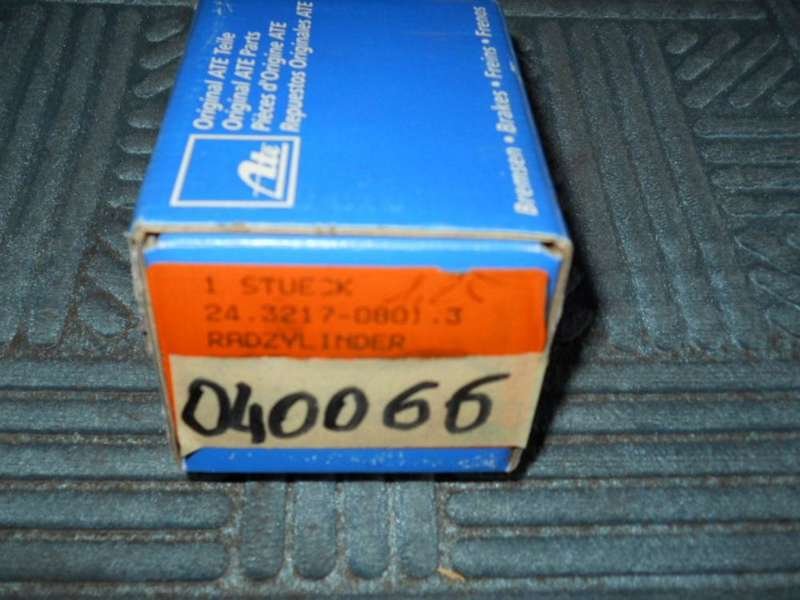 Original ATE Teile
Original ATE Parts
Pièces d'Origine ATE
Repuestos Originales ATE
Ate
Bremsen • Brakes • Freins • Frenos
1 STUECK
24.3217-0801.3
RADZYLINDER
040066